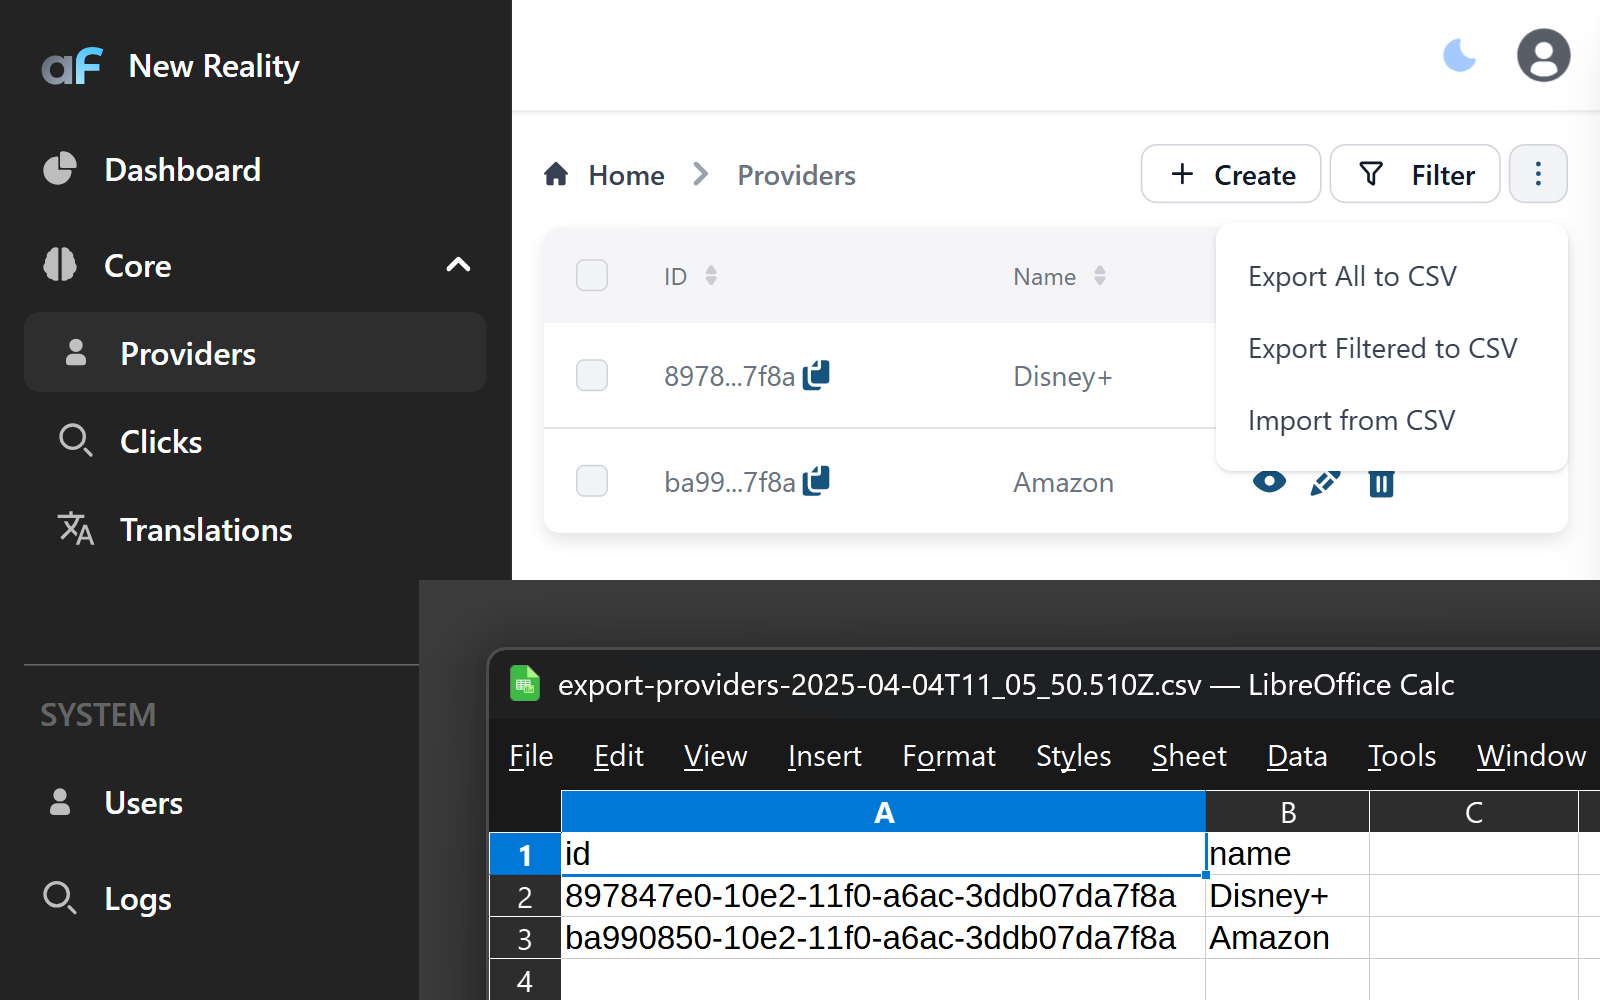 aF New Reality
Dashboard
Core
Providers
Clicks
Translations
SYSTEM
Users
Logs
Home Providers
Create Filter
ID Name
8978...7f8a Disney+
ba99...7f8a Amazon
Export All to CSV
Export Filtered to CSV
Import from CSV
export-providers-2025-04-04T11_05_50.510Z.csv — LibreOffice Calc
File Edit View Insert Format Styles Sheet Data Tools Window
A B C
1 id name
2 897847e0-10e2-11f0-a6ac-3ddb07da7f8a Disney+
3 ba990850-10e2-11f0-a6ac-3ddb07da7f8a Amazon
4